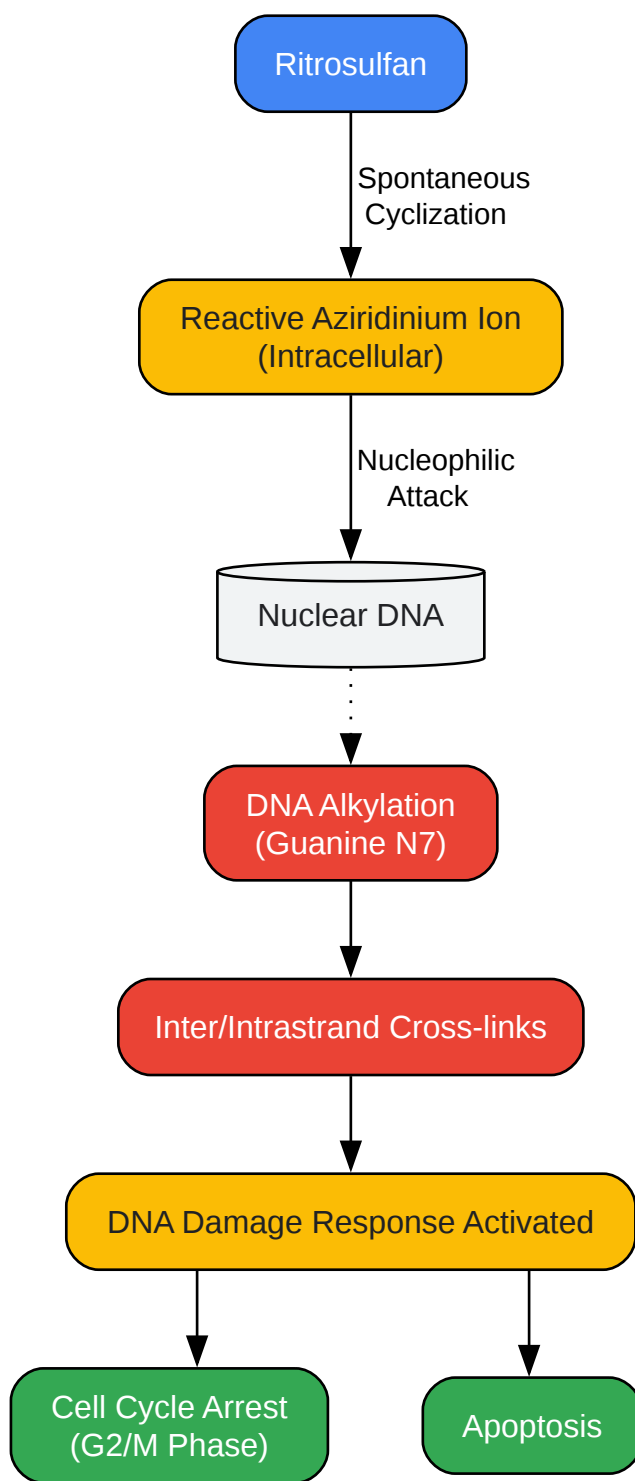 Ritrosulfan
Spontaneous
Cyclization
Reactive Aziridinium Ion
(Intracellular)
Nucleophilic
Attack
Nuclear DNA
DNA Alkylation
(Guanine N7)
Inter/Intrastrand Cross-links
DNA Damage Response Activated
Cell Cycle Arrest
(G2/M Phase)
Apoptosis